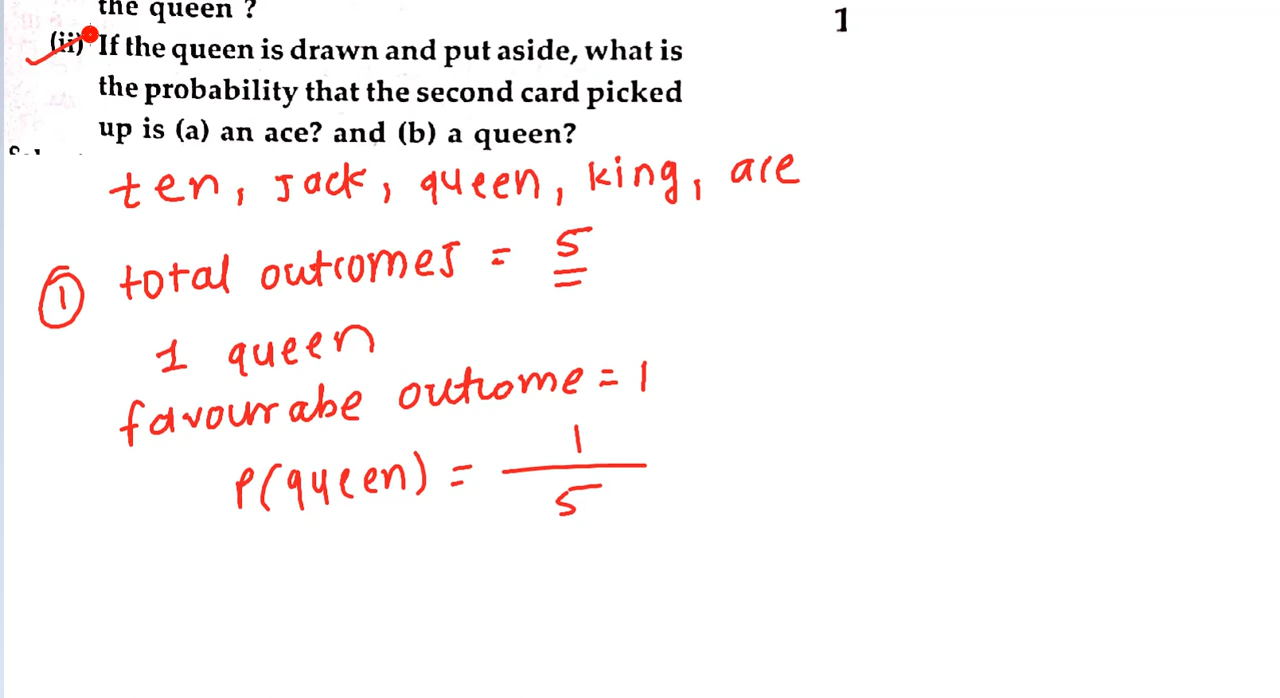 the queen ?
1
(ii) If the queen is drawn and put aside, what is
the probability that the second card picked
up is (a) an ace? and (b) a queen?
ten, Jack, queen, king, ace
① total outcomes = 5
1 queen
favourrabe outcome = 1
P(queen) = 1
5